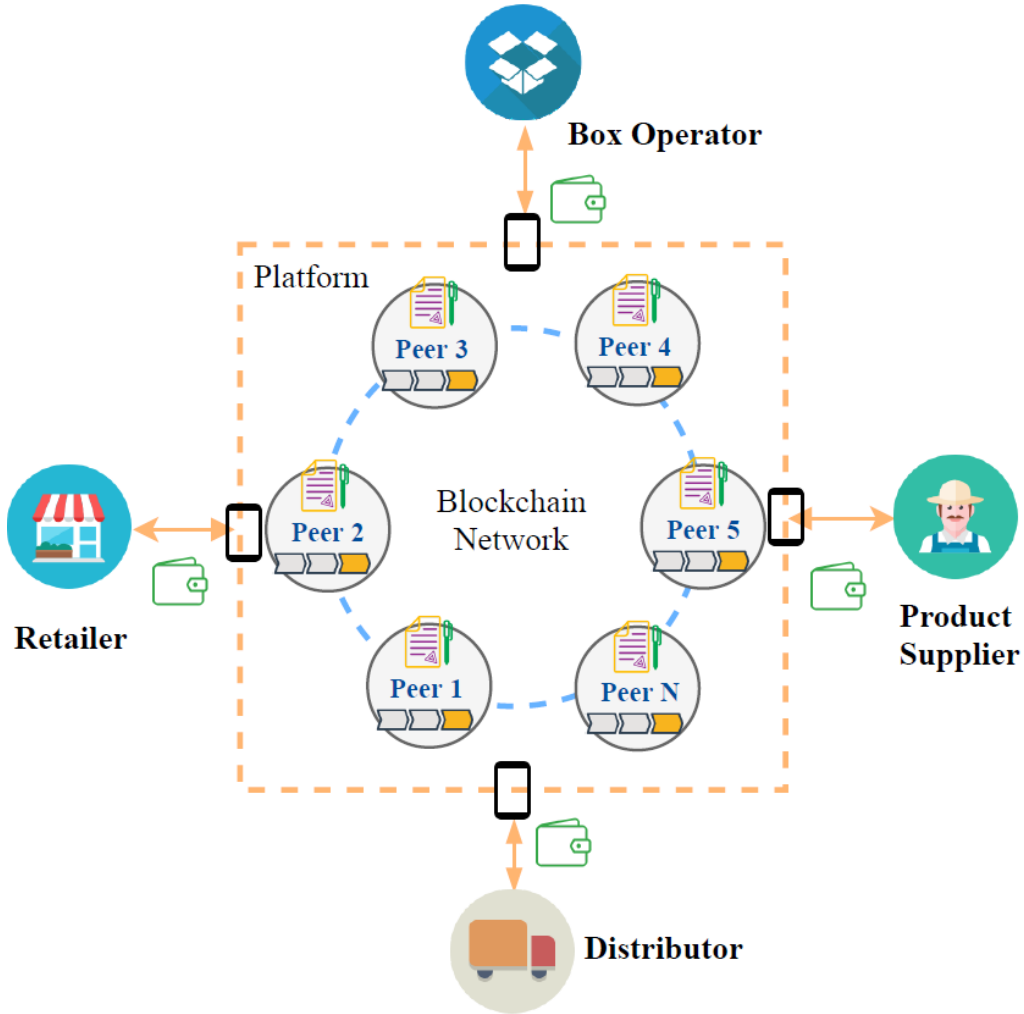 Box Operator
Platform
Peer 3
Peer 4
Blockchain
Network
Peer 2
Peer 5
Retailer
Product
Supplier
Peer 1
Peer N
Distributor